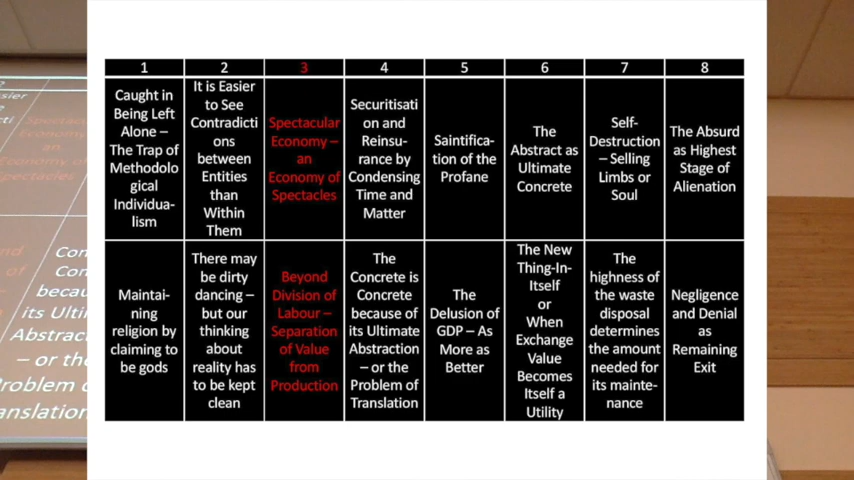 1
2
3
4
5
6
7
8
Caught in
Being Left
Alone –
The Trap of
Methodolo
gical
Individua-
lism
It is Easier
to See
Contradicti
ons
between
Entities
than
Within
Them
Spectacular
Economy –
an
Economy of
Spectacles
Securitisati
on and
Reinsu-
rance by
Condensing
Time and
Matter
Saintifica-
tion of the
Profane
The
Abstract as
Ultimate
Concrete
Self-
Destruction
– Selling
Limbs or
Soul
The Absurd
as Highest
Stage of
Alienation
Maintai-
ning
religion by
claiming to
be gods
There may
be dirty
dancing –
but our
thinking
about
reality has
to be kept
clean
Beyond
Division of
Labour –
Separation
of Value
from
Production
The
Concrete is
Concrete
because of
its Ultimate
Abstraction
– or the
Problem of
Translation
The
Delusion of
GDP – As
More as
Better
The New
Thing-In-
Itself
or
When
Exchange
Value
Becomes
Itself a
Utility
The
highness of
the waste
disposal
determines
the amount
needed for
its mainte-
nance
Negligence
and Denial
as
Remaining
Exit